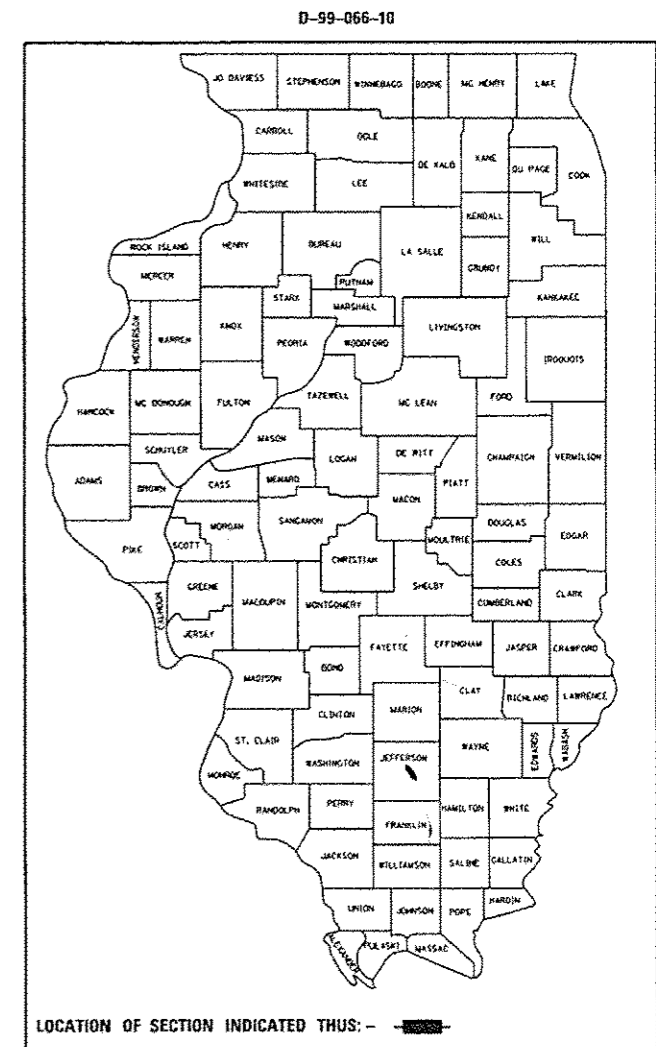 D-99-066-10
JO DAVIESS STEPHENSON WINNEBAGO BOONE MC HENRY LAKE
CARROLL OGLE DE KALB KANE DU PAGE COOK
WHITESIDE LEE
KENDALL WILL
ROCK ISLAND HENRY BUREAU LA SALLE GRUNDY
MERCER PUTNAM KANKAKEE
STARK MARSHALL
HENDERSON WARREN KNOX PEORIA WOODFORD LIVINGSTON IROQUOIS
HANCOCK MC DONOUGH FULTON TAZEWELL MC LEAN FORD
MASON
SCHUYLER LOGAN DE WITT CHAMPAIGN VERMILION
ADAMS BROWN CASS MENARD MACON PIATT
MORGAN SANGAMON DOUGLAS
PIKE SCOTT CHRISTIAN MOULTRIE EDGAR
COLES
GREENE SHELBY
CALHOUN MACOUPIN MONTGOMERY CUMBERLAND CLARK
JERSEY
FAYETTE EFFINGHAM JASPER CRAWFORD
MADISON BOND
CLAY RICHLAND LAWRENCE
CLINTON MARION
ST. CLAIR WAYNE EDWARDS WABASH
WASHINGTON JEFFERSON
MONROE
RANDOLPH PERRY HAMILTON WHITE
FRANKLIN
JACKSON WILLIAMSON SALINE GALLATIN
UNION JOHNSON POPE HARDIN
ALEXANDER PULASKI MASSAC
LOCATION OF SECTION INDICATED THUS: -